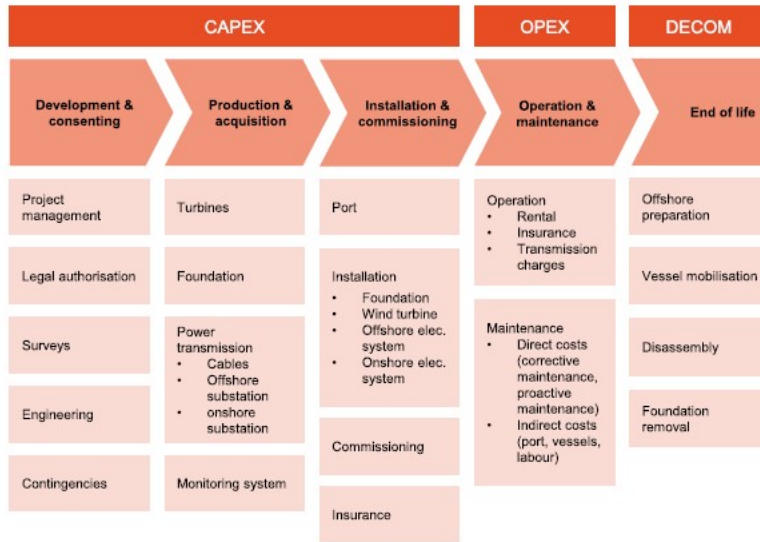 CAPEX
OPEX
DECOM
Development &
consenting
Production &
acquisition
Installation &
commissioning
Operation &
maintenance
End of life
Project
management
Legal authorisation
Surveys
Engineering
Contingencies
Turbines
Foundation
Power
transmission
• Cables
• Offshore
substation
• onshore
substation
Monitoring system
Port
Installation
• Foundation
• Wind turbine
• Offshore elec.
system
• Onshore elec.
system
Commissioning
Insurance
Operation
• Rental
• Insurance
• Transmission
charges
Maintenance
• Direct costs
(corrective
maintenance,
proactive
maintenance)
• Indirect costs
(port, vessels,
labour)
Offshore
preparation
Vessel mobilisation
Disassembly
Foundation
removal